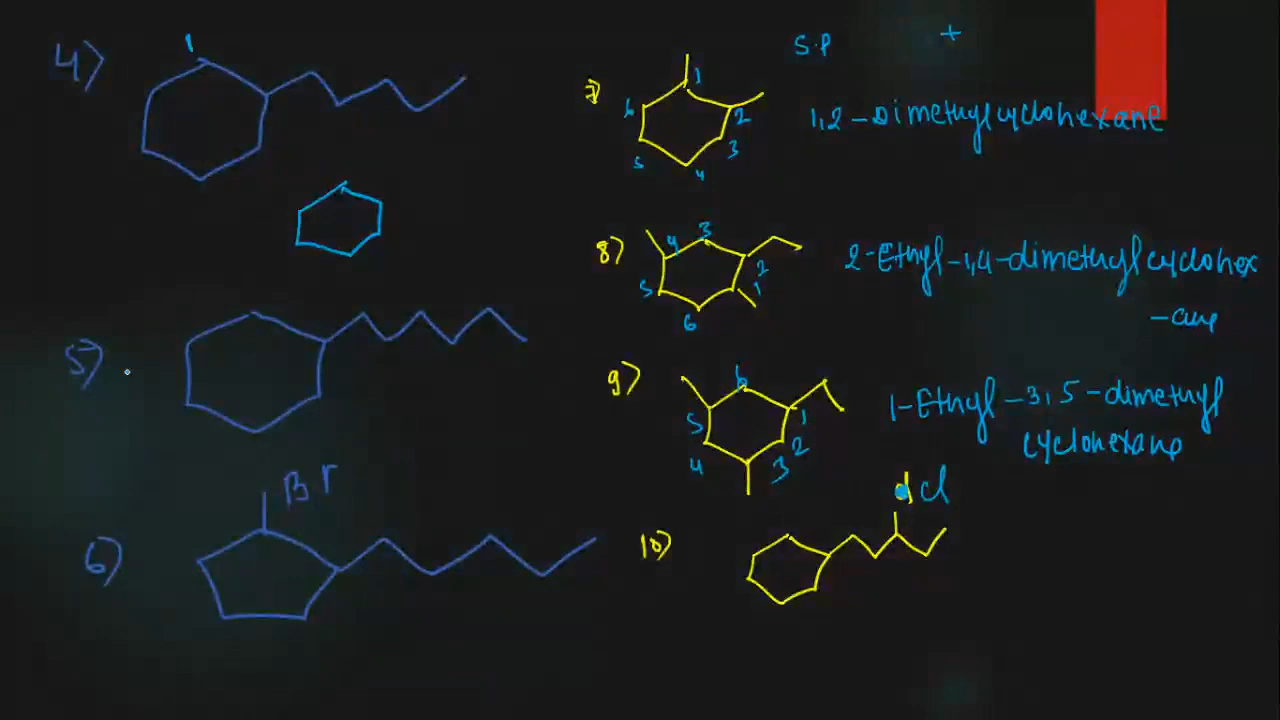 4)
1
5)
6)
Br
S.P +
7)
1
2
3
4
5
6
1,2-Dimethylcyclohexane
8)
4 3
2
1
5
6
2-Ethyl-1,4-dimethylcyclohex
-ane
9)
6
5 1
2
4 3
1-Ethyl-3,5-dimethyl
cyclohexane
10)
Cl